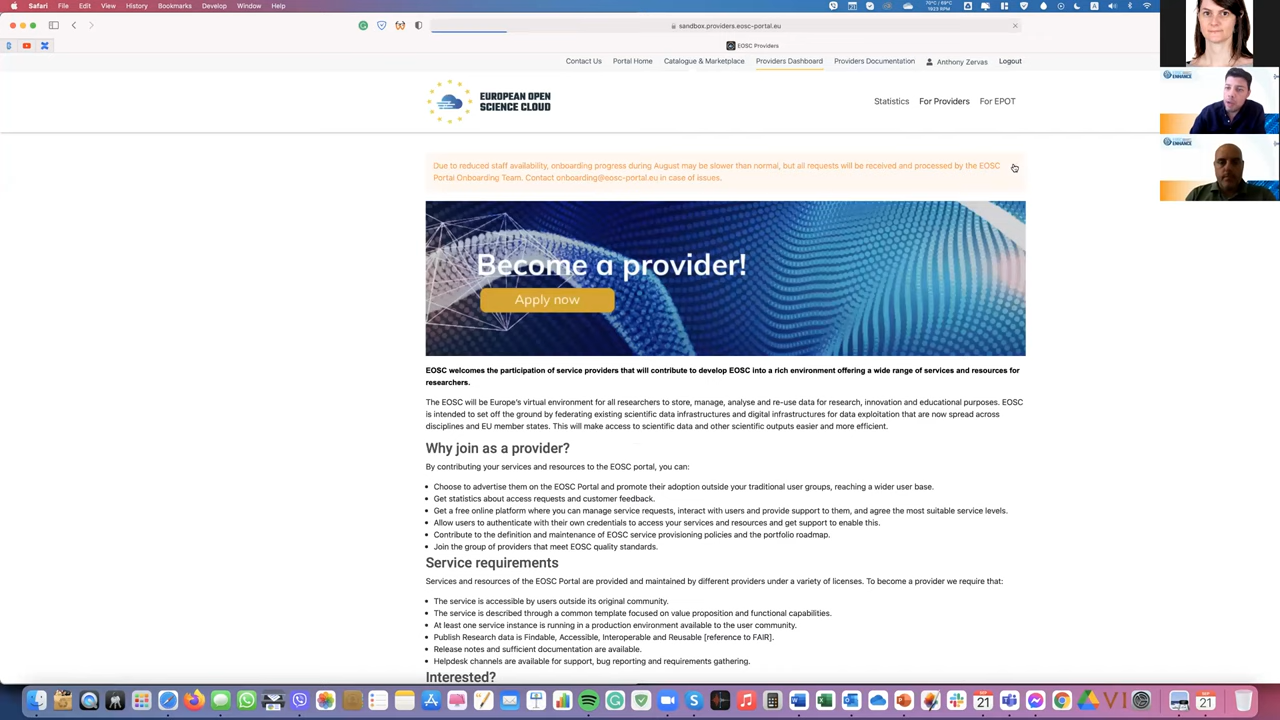 Safari File Edit View History Bookmarks Develop Window Help
sandbox.providers.eosc-portal.eu
EOSC Providers
Contact Us Portal Home Catalogue & Marketplace Providers Dashboard Providers Documentation Anthony Zervas Logout
EUROPEAN OPEN
SCIENCE CLOUD
Statistics For Providers For EPOT
Due to reduced staff availability, onboarding progress during August may be slower than normal, but all requests will be received and processed by the EOSC
Portal Onboarding Team. Contact onboarding@eosc-portal.eu in case of issues.
Become a provider!
Apply now
EOSC welcomes the participation of service providers that will contribute to develop EOSC into a rich environment offering a wide range of services and resources for
researchers.
The EOSC will be Europe's virtual environment for all researchers to store, manage, analyse and re-use data for research, innovation and educational purposes. EOSC
is intended to set off the ground by federating existing scientific data infrastructures and digital infrastructures for data exploitation that are now spread across
disciplines and EU member states. This will make access to scientific data and other scientific outputs easier and more efficient.
Why join as a provider?
By contributing your services and resources to the EOSC portal, you can:
Choose to advertise them on the EOSC Portal and promote their adoption outside your traditional user groups, reaching a wider user base.
Get statistics about access requests and customer feedback.
Get a free online platform where you can manage service requests, interact with users and provide support to them, and agree the most suitable service levels.
Allow users to authenticate with their own credentials to access your services and resources and get support to enable this.
Contribute to the definition and maintenance of EOSC service provisioning policies and the portfolio roadmap.
Join the group of providers that meet EOSC quality standards.
Service requirements
Services and resources of the EOSC Portal are provided and maintained by different providers under a variety of licenses. To become a provider we require that:
The service is accessible by users outside its original community.
The service is described through a common template focused on value proposition and functional capabilities.
At least one service instance is running in a production environment available to the user community.
Publish Research data is Findable, Accessible, Interoperable and Reusable [reference to FAIR].
Release notes and sufficient documentation are available.
Helpdesk channels are available for support, bug reporting and requirements gathering.
Interested?
ENHANCE
ENHANCE